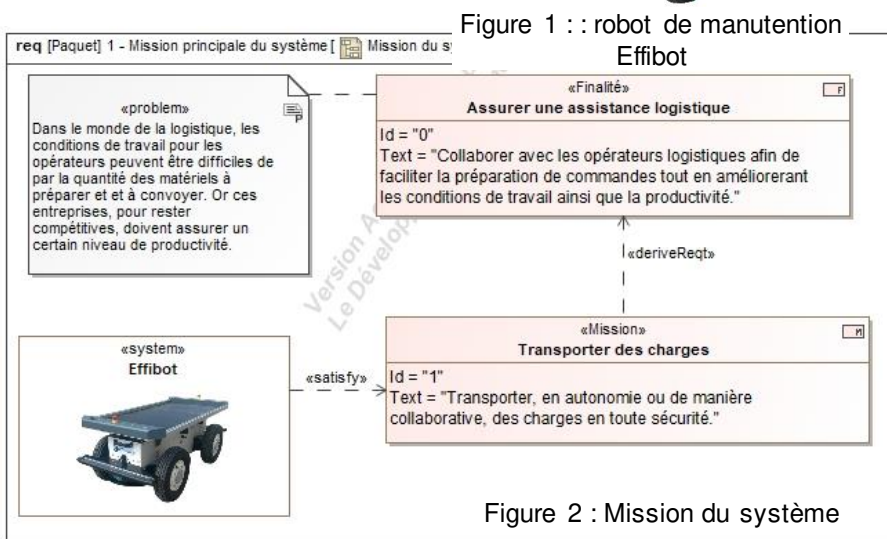 Figure 1 : : robot de manutention
Effibot
req [Paquet] 1 - Mission principale du système [ Mission du sy
«problem»
Dans le monde de la logistique, les
conditions de travail pour les
opérateurs peuvent être difficiles de
par la quantité des matériels à
préparer et et à convoyer. Or ces
entreprises, pour rester
compétitives, doivent assurer un
certain niveau de productivité.
P
«Finalité»
F
Assurer une assistance logistique
Id = "0"
Text = "Collaborer avec les opérateurs logistiques afin de
faciliter la préparation de commandes tout en améliorerant
les conditions de travail ainsi que la productivité."
Version
Le Dévelop
«deriveReqt»
«system»
Effibot
«satisfy»
«Mission»
M
Transporter des charges
Id = "1"
Text = "Transporter, en autonomie ou de manière
collaborative, des charges en toute sécurité."
Figure 2 : Mission du système